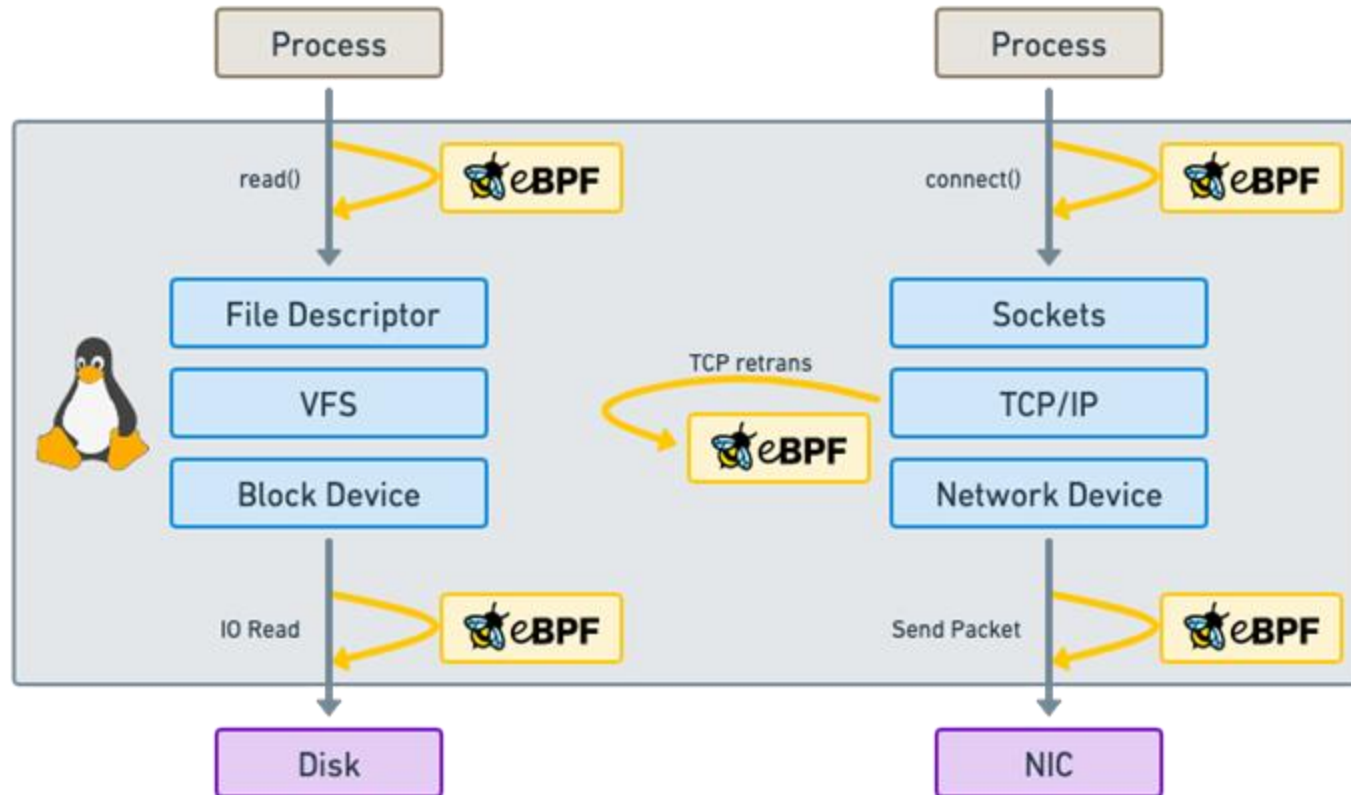 Process
Process
read()
eBPF
connect()
eBPF
File Descriptor
Sockets
TCP retrans
VFS
TCP/IP
eBPF
Block Device
Network Device
IO Read
eBPF
Send Packet
eBPF
Disk
NIC